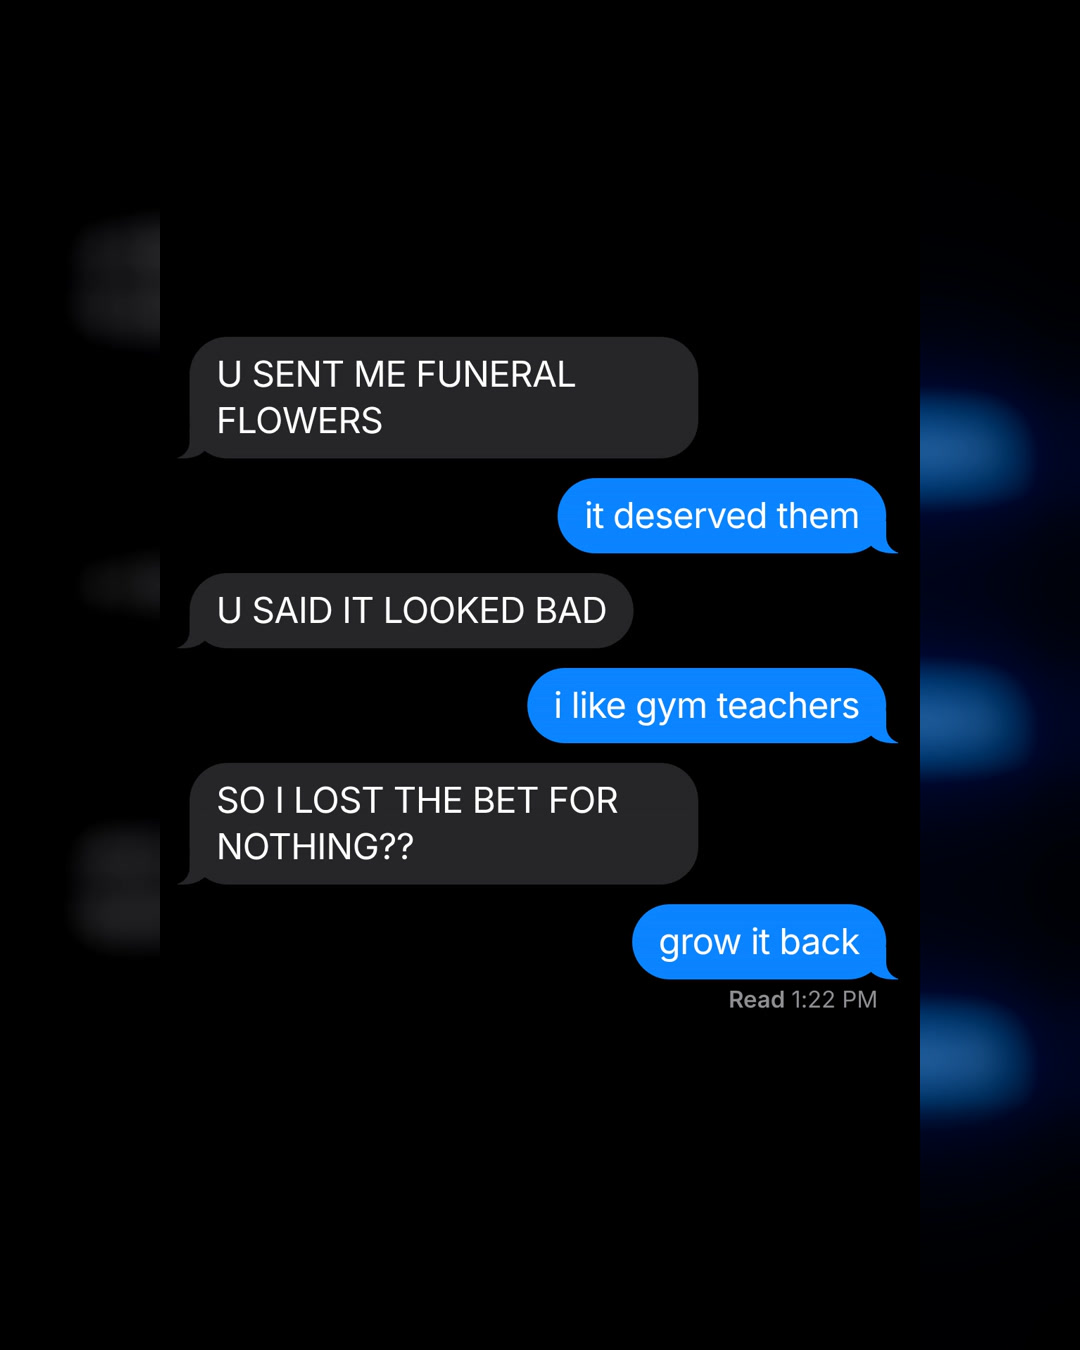 U SENT ME FUNERAL
FLOWERS
it deserved them
U SAID IT LOOKED BAD
i like gym teachers
SO I LOST THE BET FOR
NOTHING??
grow it back
Read 1:22 PM